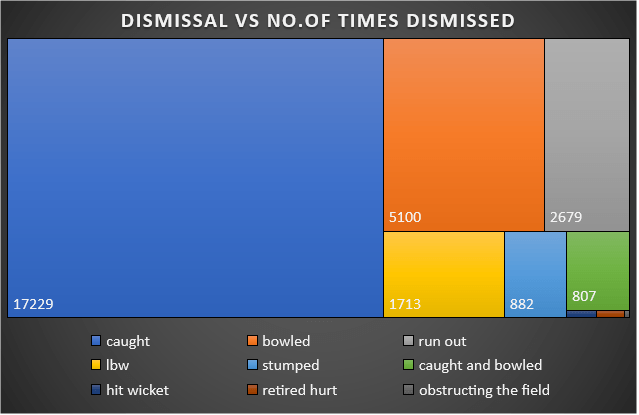 DISMISSAL VS NO.OF TIMES DISMISSED
5100
2679
17229
1713
882
807
caught
bowled
run out
lbw
stumped
caught and bowled
hit wicket
retired hurt
obstructing the field